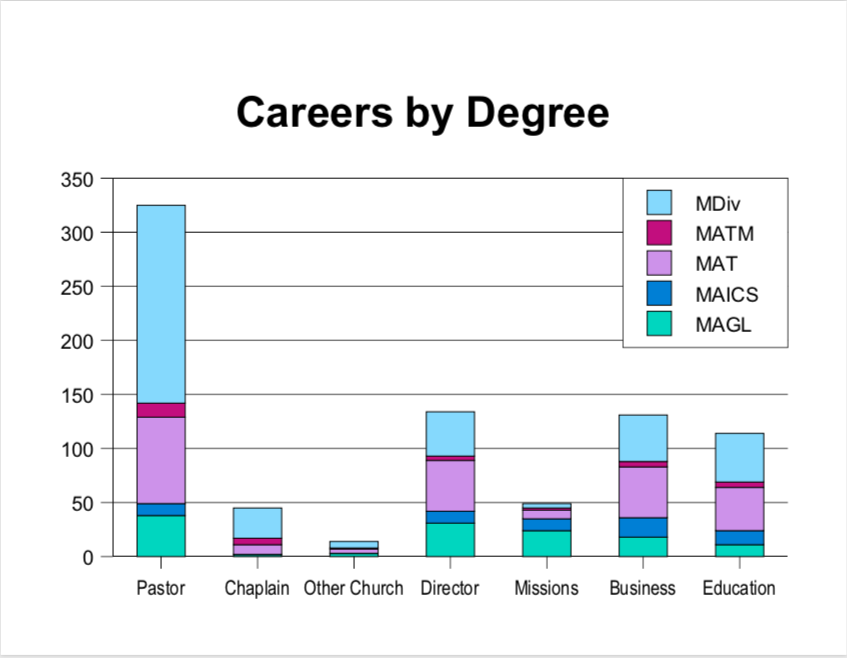 Careers by Degree
350
300
250
200
150
100
50
0
MDiv
MATM
MAT
MAICS
MAGL
Pastor Chaplain Other Church Director Missions Business Education